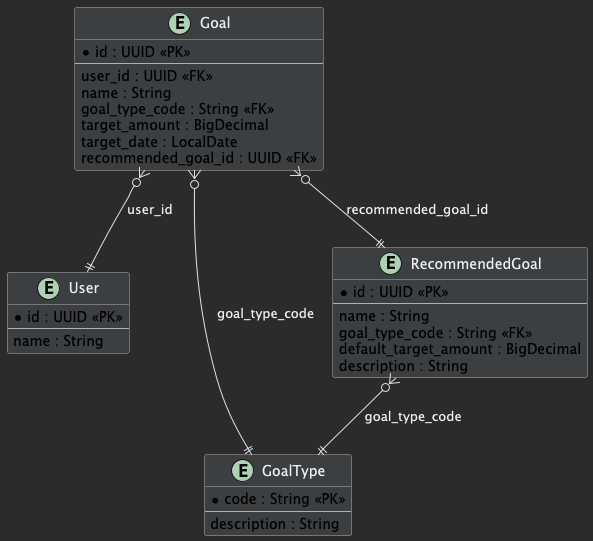 E Goal
id : UUID «PK»
user_id : UUID «FK»
name : String
goal_type_code : String «FK»
target_amount : BigDecimal
target_date : LocalDate
recommended_goal_id : UUID «FK»
user_id
recommended_goal_id
E User
id : UUID «PK»
name : String
E RecommendedGoal
id : UUID «PK»
name : String
goal_type_code : String «FK»
default_target_amount : BigDecimal
description : String
goal_type_code
goal_type_code
E GoalType
code : String «PK»
description : String